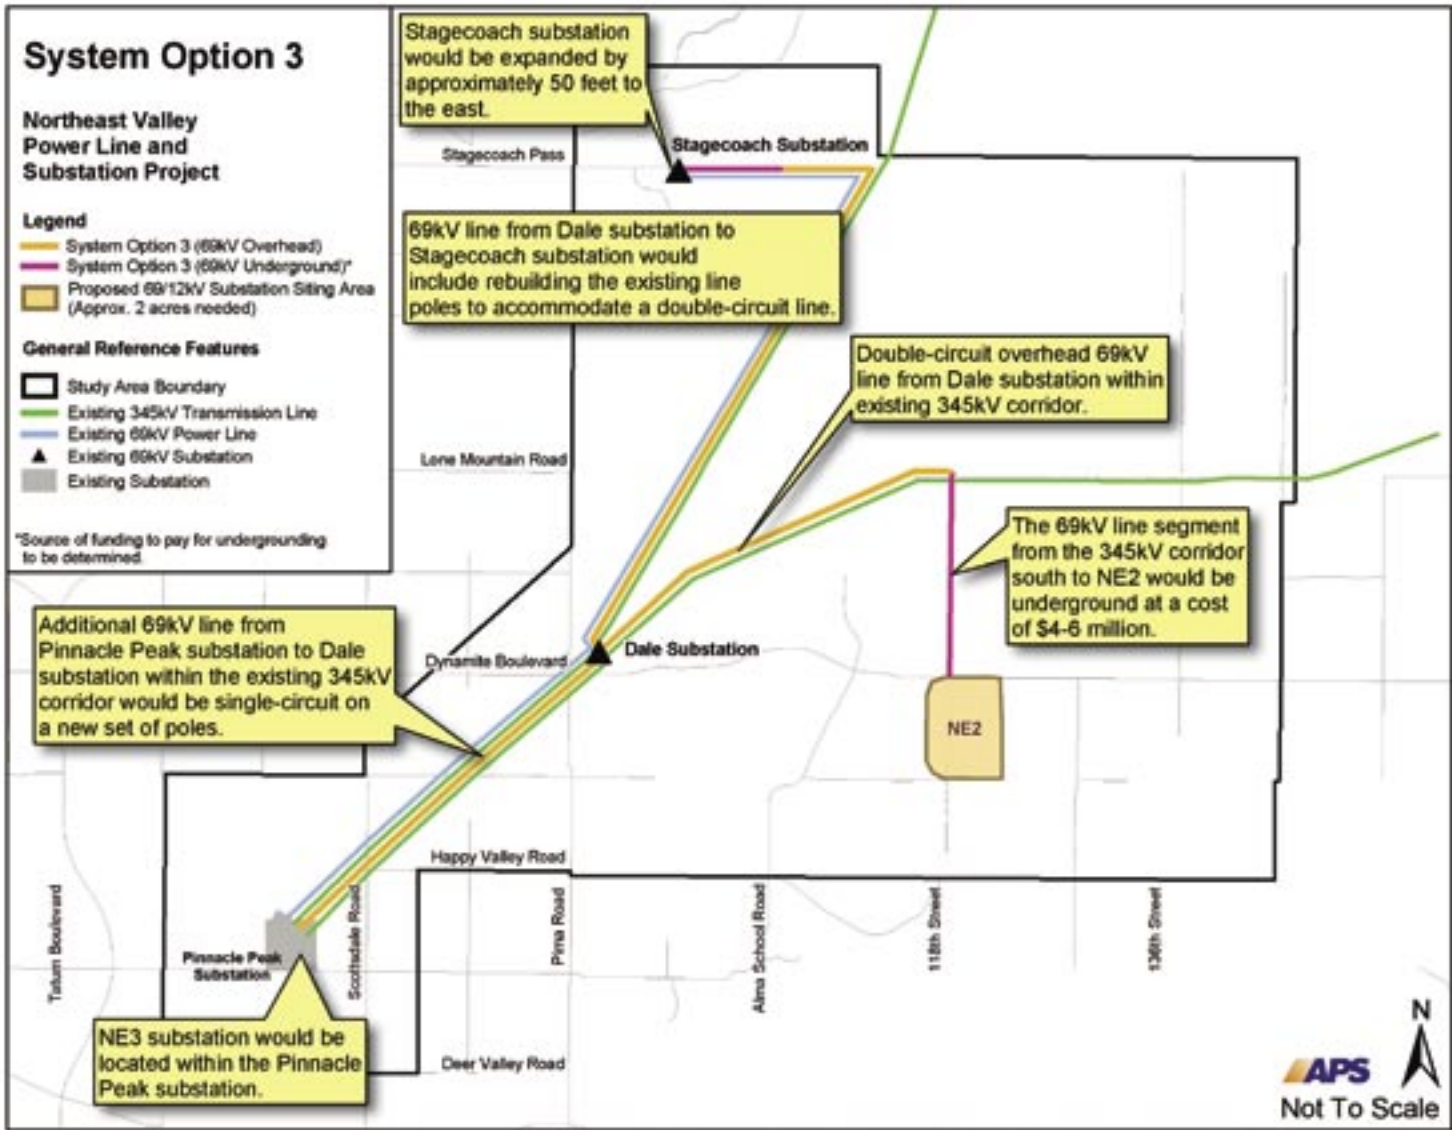 System Option 3
Northeast Valley
Power Line and
Substation Project
Legend
System Option 3 (69kV Overhead)
System Option 3 (69kV Underground)*
Proposed 69/12kV Substation Siting Area
(Approx. 2 acres needed)
General Reference Features
Study Area Boundary
Existing 345kV Transmission Line
Existing 69kV Power Line
Existing 69kV Substation
Existing Substation
*Source of funding to pay for undergrounding
to be determined.
Stagecoach substation
would be expanded by
approximately 50 feet to
the east.
Stagecoach Pass
Stagecoach Substation
69kV line from Dale substation to
Stagecoach substation would
include rebuilding the existing line
poles to accommodate a double-circuit line.
Double-circuit overhead 69kV
line from Dale substation within
existing 345kV corridor.
Lone Mountain Road
The 69kV line segment
from the 345kV corridor
south to NE2 would be
underground at a cost
of $4-6 million.
Additional 69kV line from
Pinnacle Peak substation to Dale
substation within the existing 345kV
corridor would be single-circuit on
a new set of poles.
Dynamite Boulevard
Dale Substation
NE2
Happy Valley Road
Tatum Boulevard
Scottsdale Road
Pima Road
Alma School Road
118th Street
136th Street
Pinnacle Peak
Substation
NE3 substation would be
located within the Pinnacle
Peak substation.
Deer Valley Road
N
APS
Not To Scale